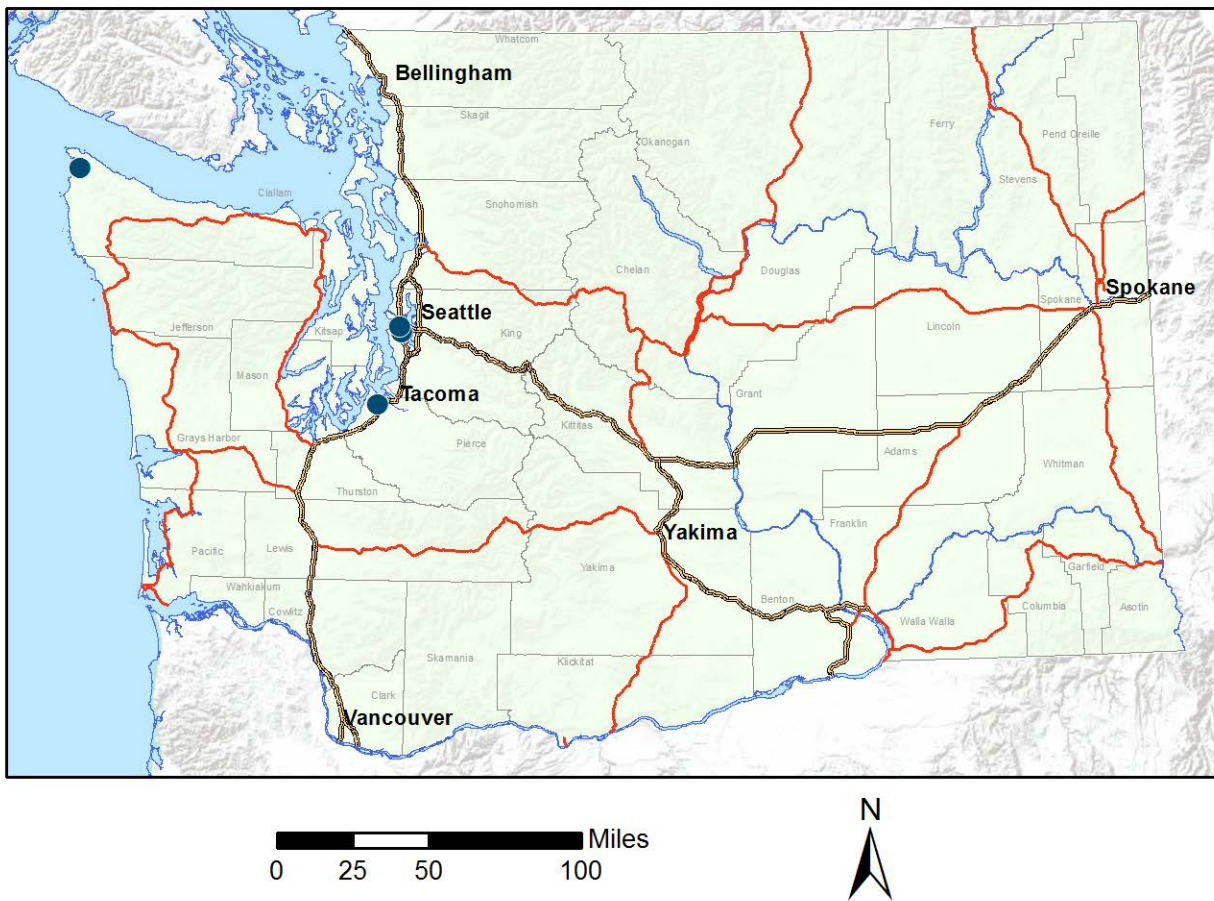 Whatcom
Bellingham
Skagit
Okanogan
Ferry
Pend Oreille
Stevens
Clallam
Snohomish
Chelan
Douglas
Spokane
Spokane
Seattle
King
Lincoln
Jefferson
Kitsap
Mason
Tacoma
Grant
Kittitas
Grays Harbor
Pierce
Adams
Whitman
Thurston
Franklin
Yakima
Pacific
Lewis
Yakima
Garfield
Wahkiakum
Benton
Columbia
Asotin
Cowlitz
Walla Walla
Skamania
Klickitat
Clark
Vancouver
N
Miles
0 25 50 100